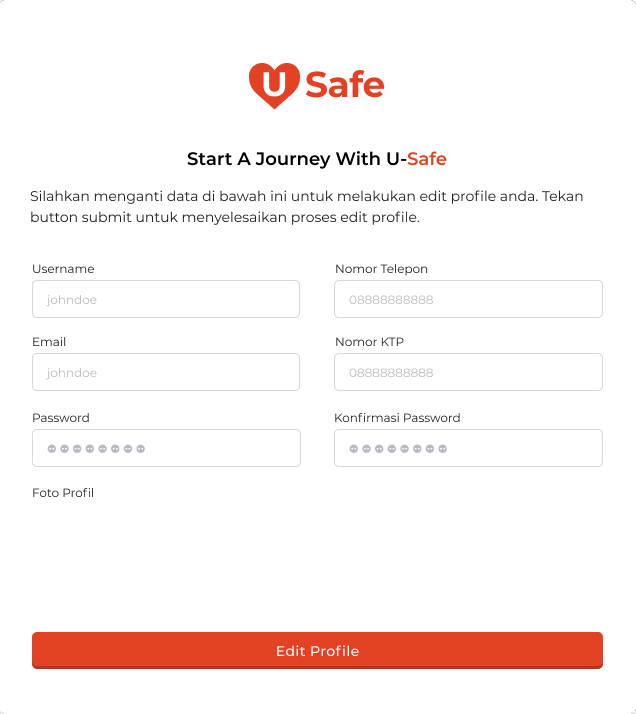 U Safe
Start A Journey With U-Safe
Silahkan menganti data di bawah ini untuk melakukan edit profile anda. Tekan
button submit untuk menyelesaikan proses edit profile.
Username
Nomor Telepon
johndoe
08888888888
Email
Nomor KTP
johndoe
08888888888
Password
Konfirmasi Password
Foto Profil
Edit Profile